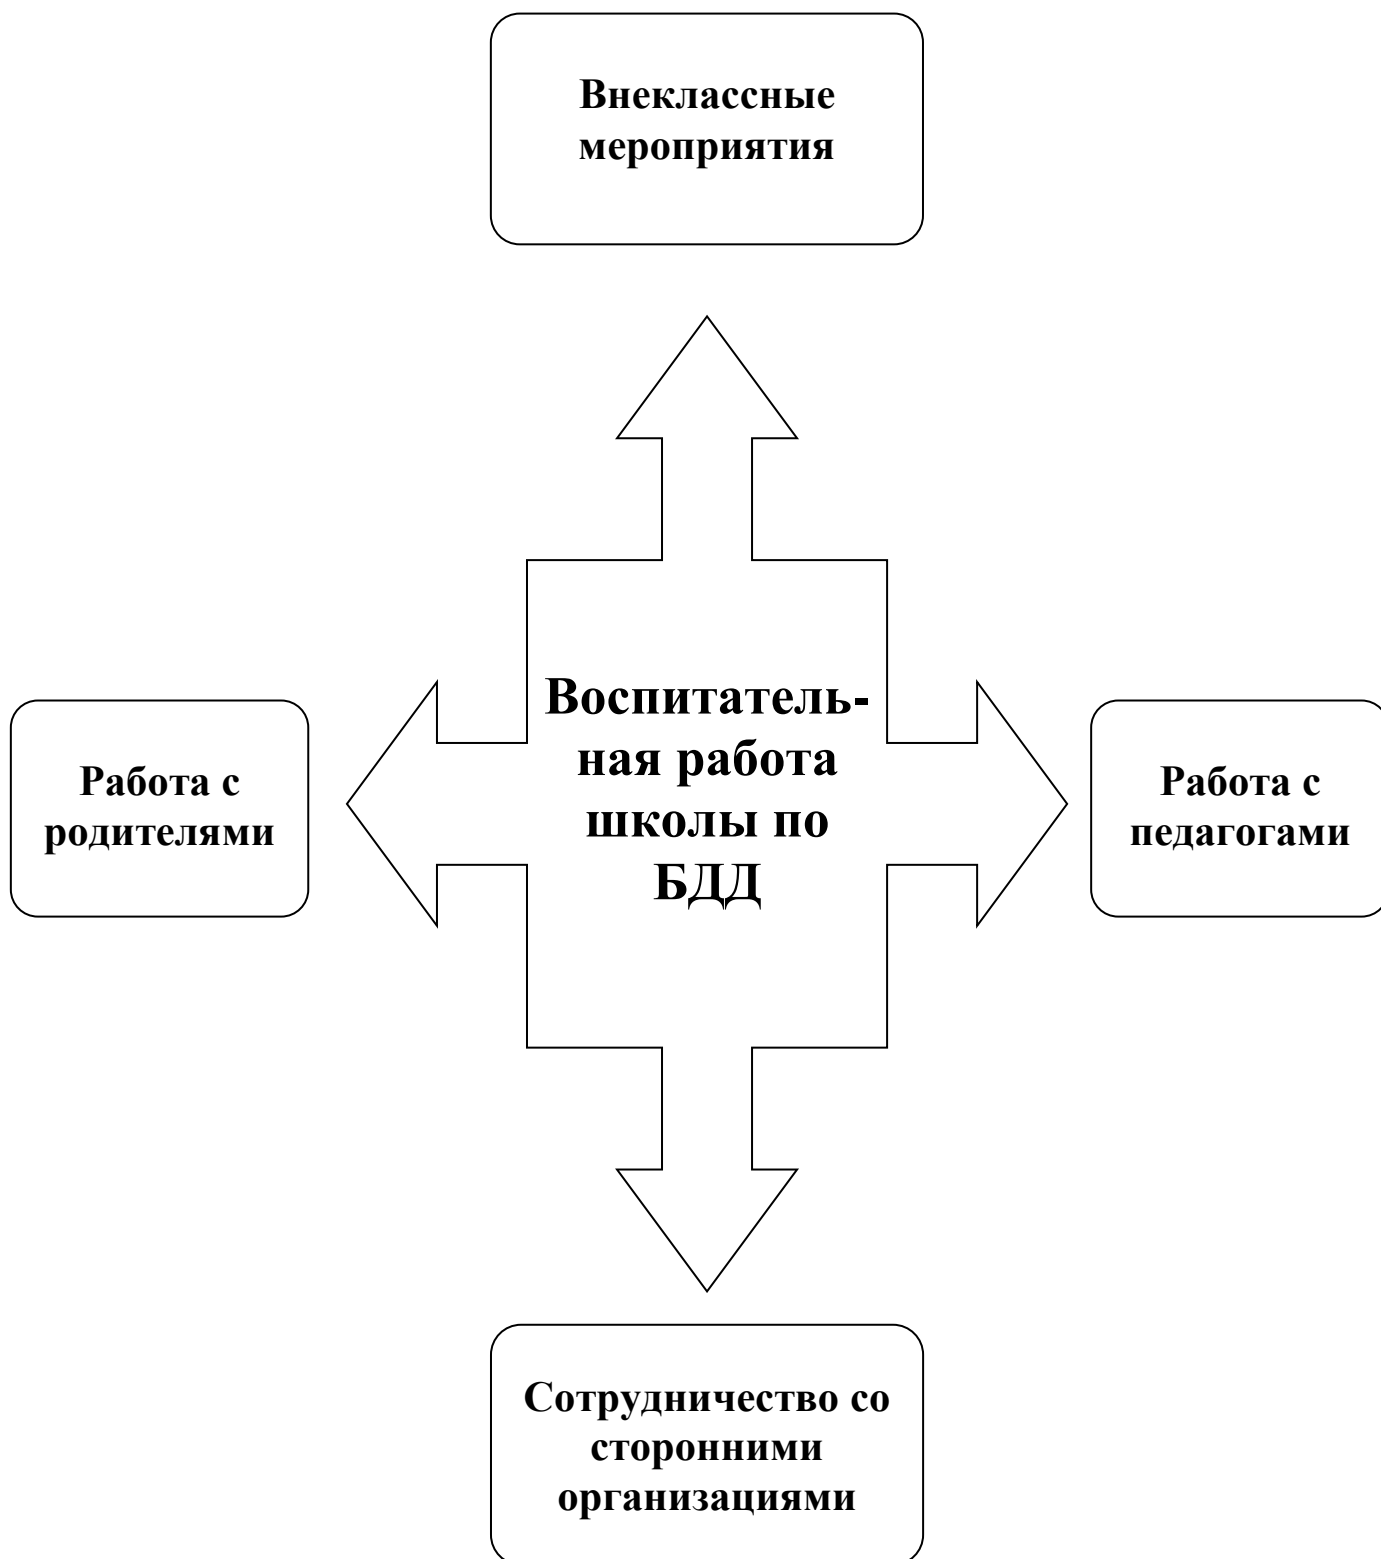 Внеклассные
мероприятия
Воспитатель-
ная работа
школы по
БДД
Работа с
родителями
Работа с
педагогами
Сотрудничество со
сторонними
организациями